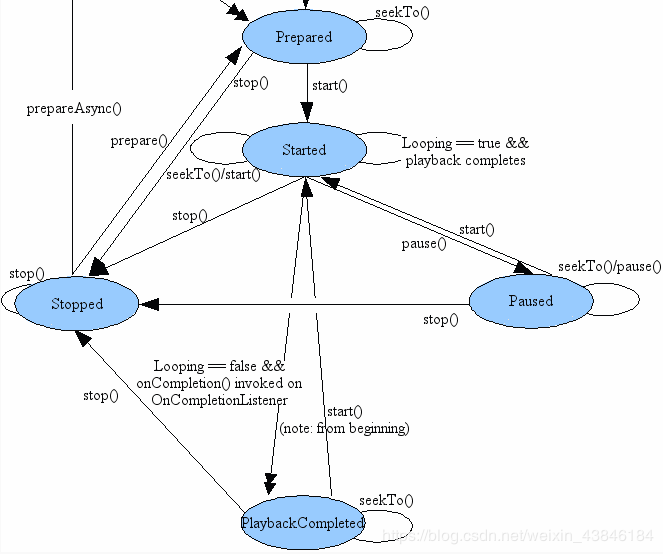 seekTo()
Prepared
stop()
start()
prepareAsync()
prepare()
Looping == true &&
playback completes
Started
seekTo()/start()
stop()
start()
pause()
seekTo()/pause()
stop()
Stopped
Paused
stop()
Looping == false &&
onCompletion() invoked on
OnCompletionListener
stop()
start()
(note: from beginning)
seekTo()
PlaybackCompleted
https://blog.csdn.net/weixin_43846184